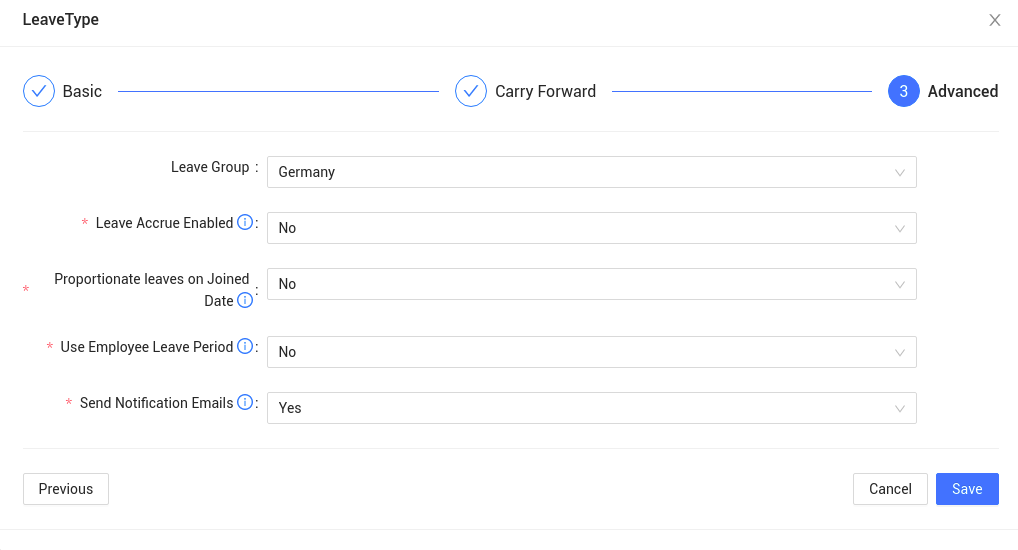 LeaveType
Basic
Carry Forward
3 Advanced
Leave Group :
Germany
* Leave Accrue Enabled :
No
* Proportionate leaves on Joined
Date :
No
* Use Employee Leave Period :
No
* Send Notification Emails :
Yes
Previous
Cancel
Save